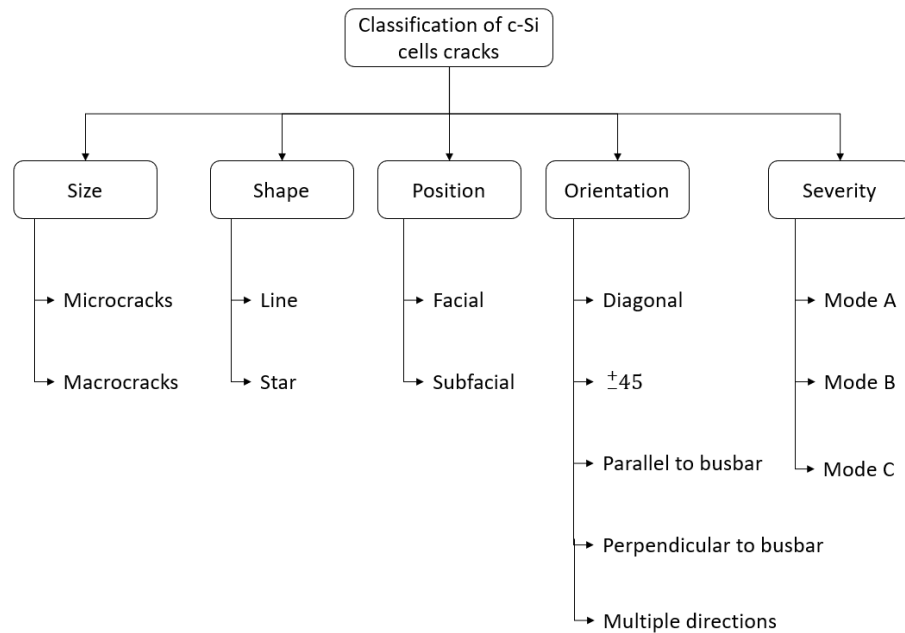 Classification of c-Si
cells cracks
Size
Shape
Position
Orientation
Severity
Microcracks
Line
Facial
Diagonal
Mode A
Macrocracks
Star
Subfacial
±45
Mode B
Parallel to busbar
Mode C
Perpendicular to busbar
Multiple directions